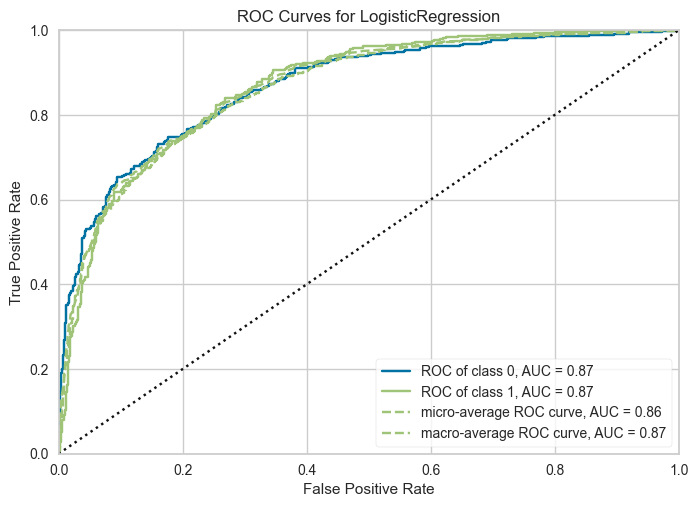 ROC Curves for LogisticRegression
True Positive Rate
1.0
0.8
0.6
0.4
0.2
0.0
ROC of class 0, AUC = 0.87
ROC of class 1, AUC = 0.87
micro-average ROC curve, AUC = 0.86
macro-average ROC curve, AUC = 0.87
0.0 0.2 0.4 0.6 0.8 1.0
False Positive Rate